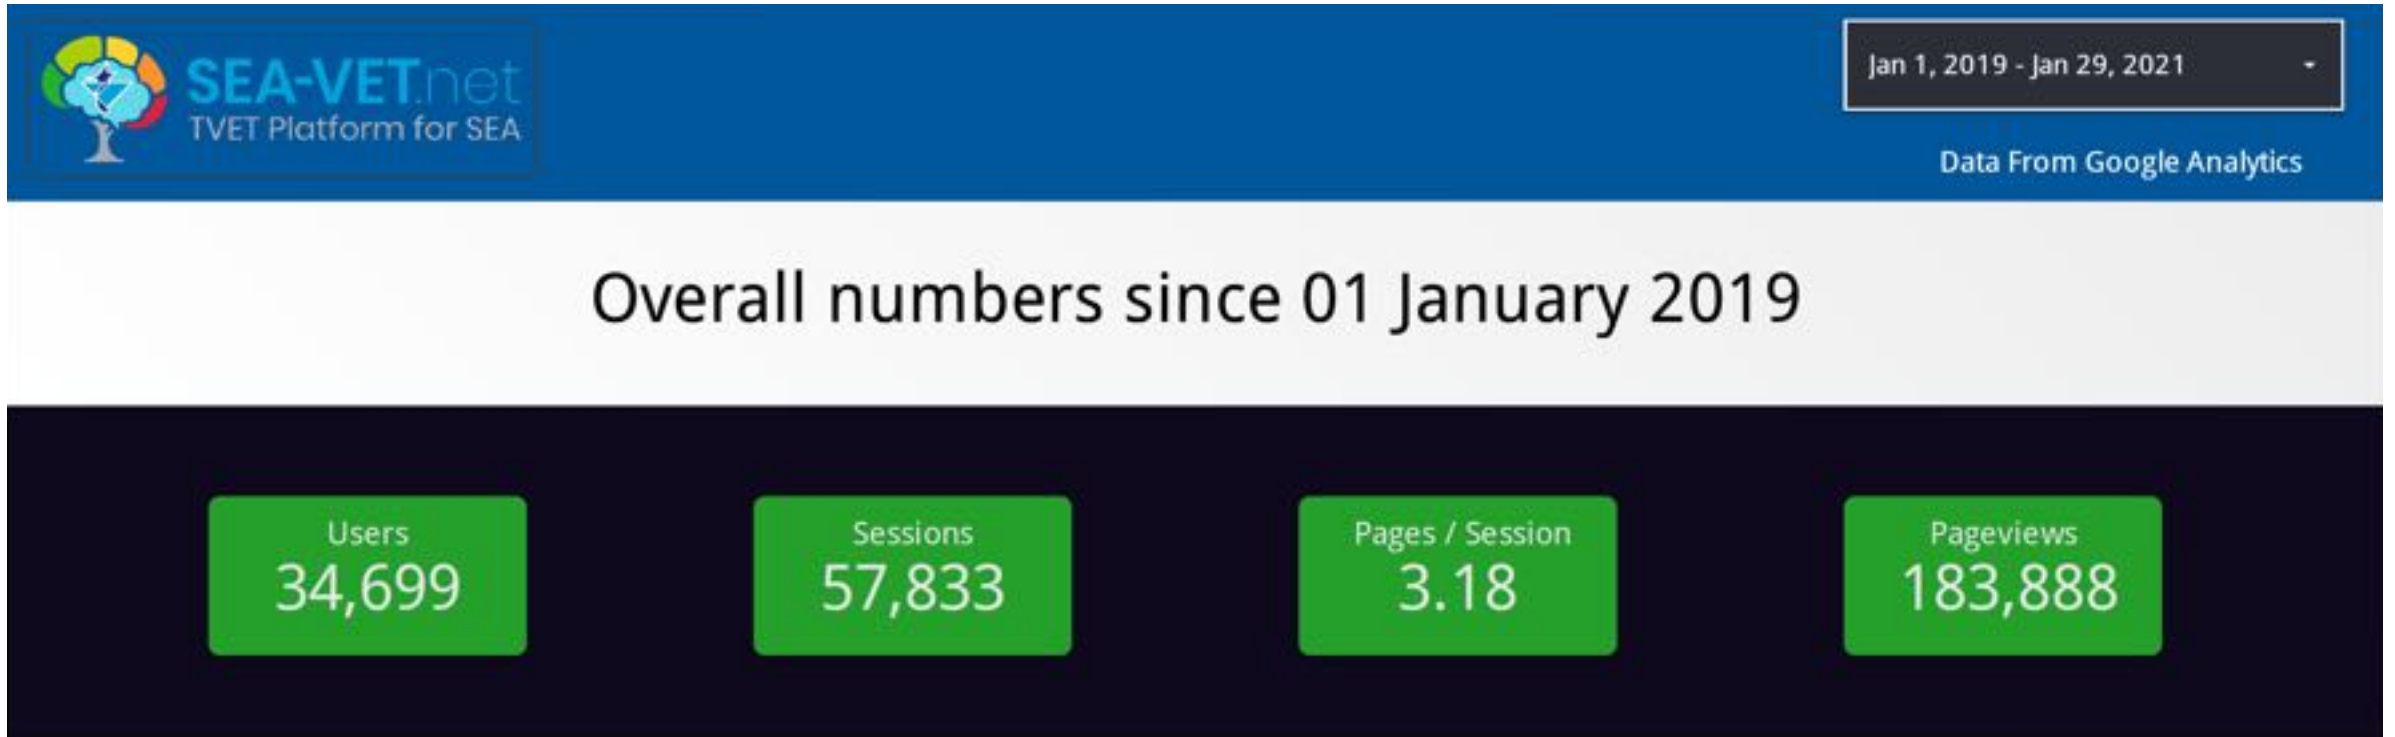 SEA-VET.net
TVET Platform for SEA
Jan 1, 2019 - Jan 29, 2021
Data From Google Analytics
Overall numbers since 01 January 2019
Users
34,699
Sessions
57,833
Pages / Session
3.18
Pageviews
183,888